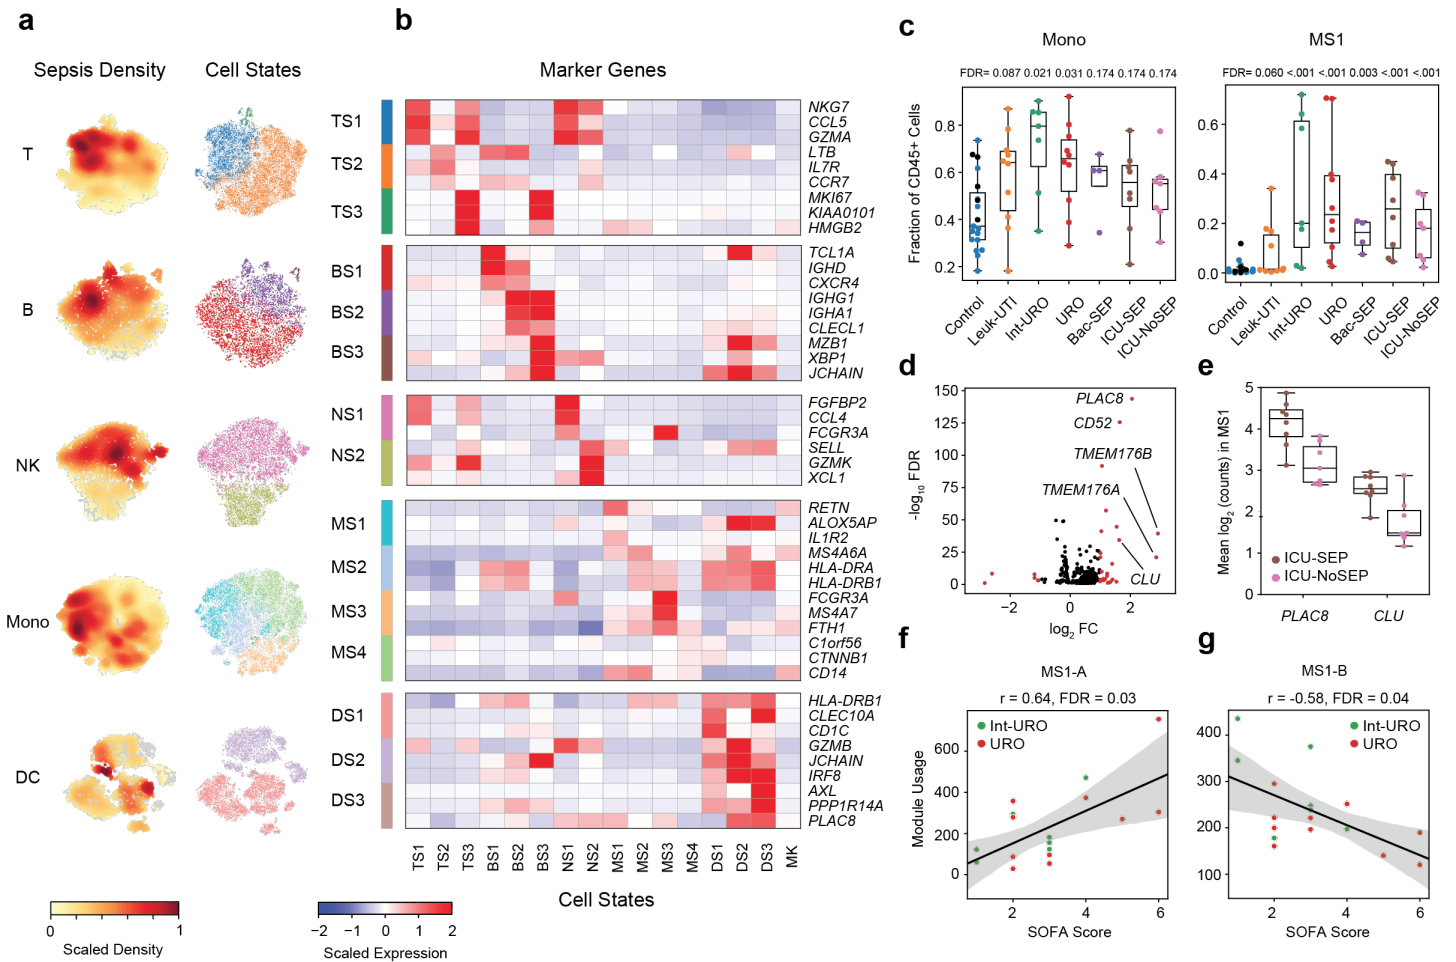 a
Sepsis Density
Cell States
T
B
NK
Mono
DC
0
1
Scaled Density
b
Marker Genes
TS1
TS2
TS3
BS1
BS2
BS3
NS1
NS2
MS1
MS2
MS3
MS4
DS1
DS2
DS3
NKG7
CCL5
GZMA
LTB
IL7R
CCR7
MKI67
KIAA0101
HMGB2
TCL1A
IGHD
CXCR4
IGHG1
IGHA1
CLECL1
MZB1
XBP1
JCHAIN
FGFBP2
CCL4
FCGR3A
SELL
GZMK
XCL1
RETN
ALOX5AP
IL1R2
MS4A6A
HLA-DRA
HLA-DRB1
FCGR3A
MS4A7
FTH1
C1orf56
CTNNB1
CD14
HLA-DRB1
CLEC10A
CD1C
GZMB
JCHAIN
IRF8
AXL
PPP1R14A
PLAC8
TS1 TS2 TS3 BS1 BS2 BS3 NS1 NS2 MS1 MS2 MS3 MS4 DS1 DS2 DS3 MK
Cell States
−2 −1 0 1 2
Scaled Expression
c
Mono
FDR= 0.087 0.021 0.031 0.174 0.174 0.174
Fraction of CD45+ Cells
0.8
0.6
0.4
0.2
Control Leuk-UTI Int-URO URO Bac-SEP ICU-SEP ICU-NoSEP
MS1
FDR= 0.060 <.001 <.001 0.003 <.001 <.001
0.6
0.4
0.2
0.0
Control Leuk-UTI Int-URO URO Bac-SEP ICU-SEP ICU-NoSEP
d
-log10 FDR
150
125
100
75
50
25
0
PLAC8
CD52
TMEM176B
TMEM176A
CLU
−2 0 2
log2 FC
e
Mean log2 (counts) in MS1
5
4
3
2
1
0
ICU-SEP
ICU-NoSEP
PLAC8 CLU
f
MS1-A
r = 0.64, FDR = 0.03
Int-URO
URO
Module Usage
600
400
200
0
2 4 6
SOFA Score
g
MS1-B
r = -0.58, FDR = 0.04
Int-URO
URO
400
300
200
100
2 4 6
SOFA Score